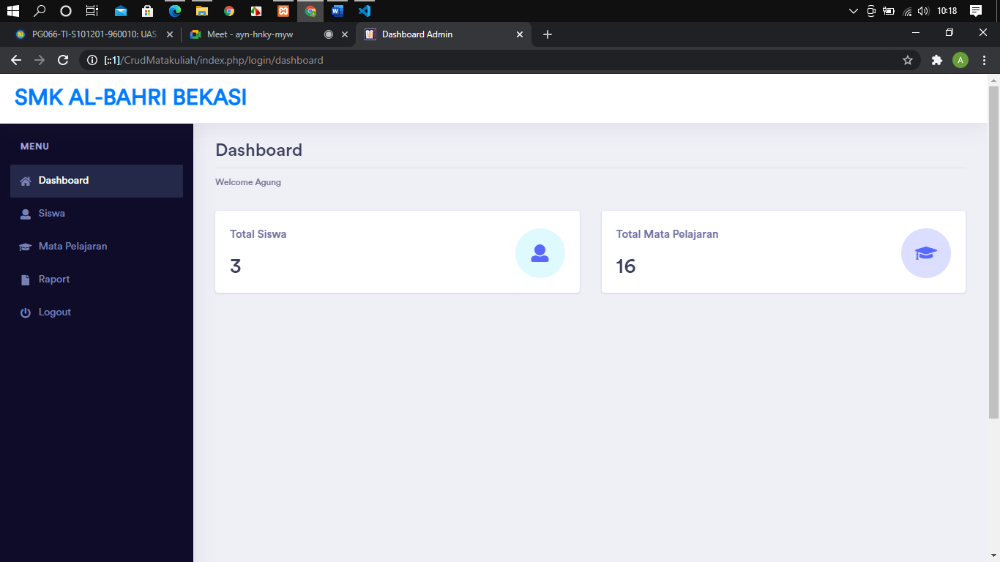 10:18
PG066-TI-S101201-960010: UAS
Meet - ayn-hnky-myw
Dashboard Admin
[::1]/CrudMatakuliah/index.php/login/dashboard
A
SMK AL-BAHRI BEKASI
MENU
Dashboard
Siswa
Mata Pelajaran
Raport
Logout
Dashboard
Welcome Agung
Total Siswa
3
Total Mata Pelajaran
16